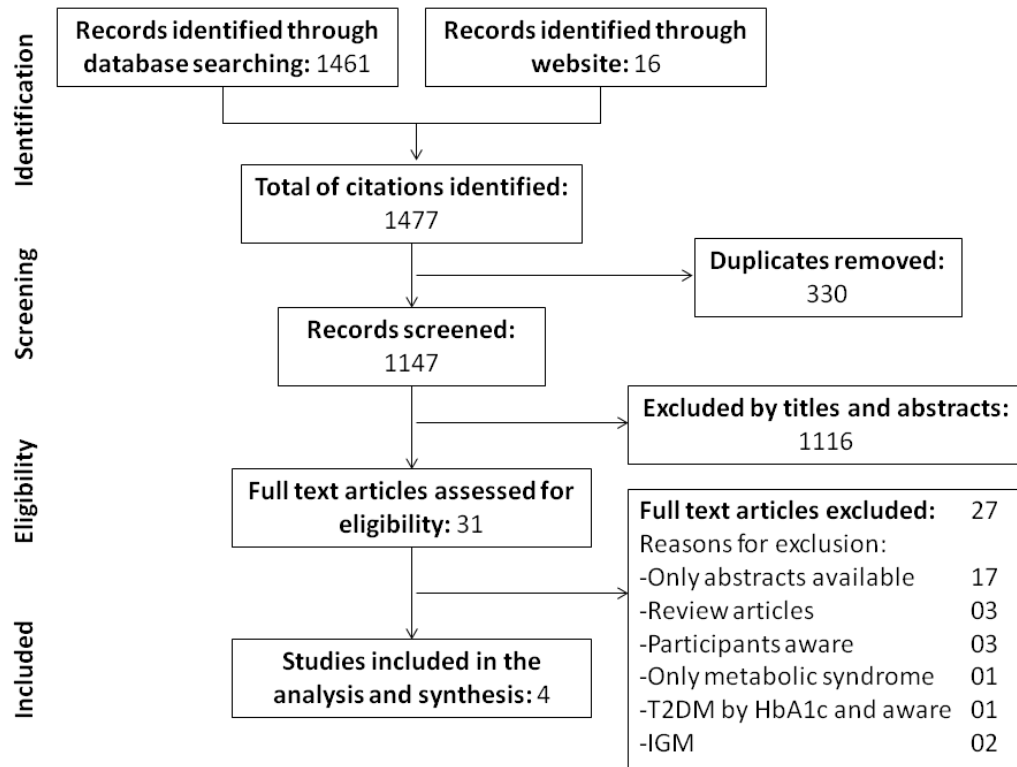 Identification
Records identified through
database searching: 1461
Records identified through
website: 16
Total of citations identified:
1477
Screening
Duplicates removed:
330
Records screened:
1147
Excluded by titles and abstracts:
1116
Eligibility
Full text articles assessed for
eligibility: 31
Full text articles excluded: 27
Reasons for exclusion:
-Only abstracts available 17
-Review articles 03
-Participants aware 03
-Only metabolic syndrome 01
-T2DM by HbA1c and aware 01
-IGM 02
Included
Studies included in the
analysis and synthesis: 4